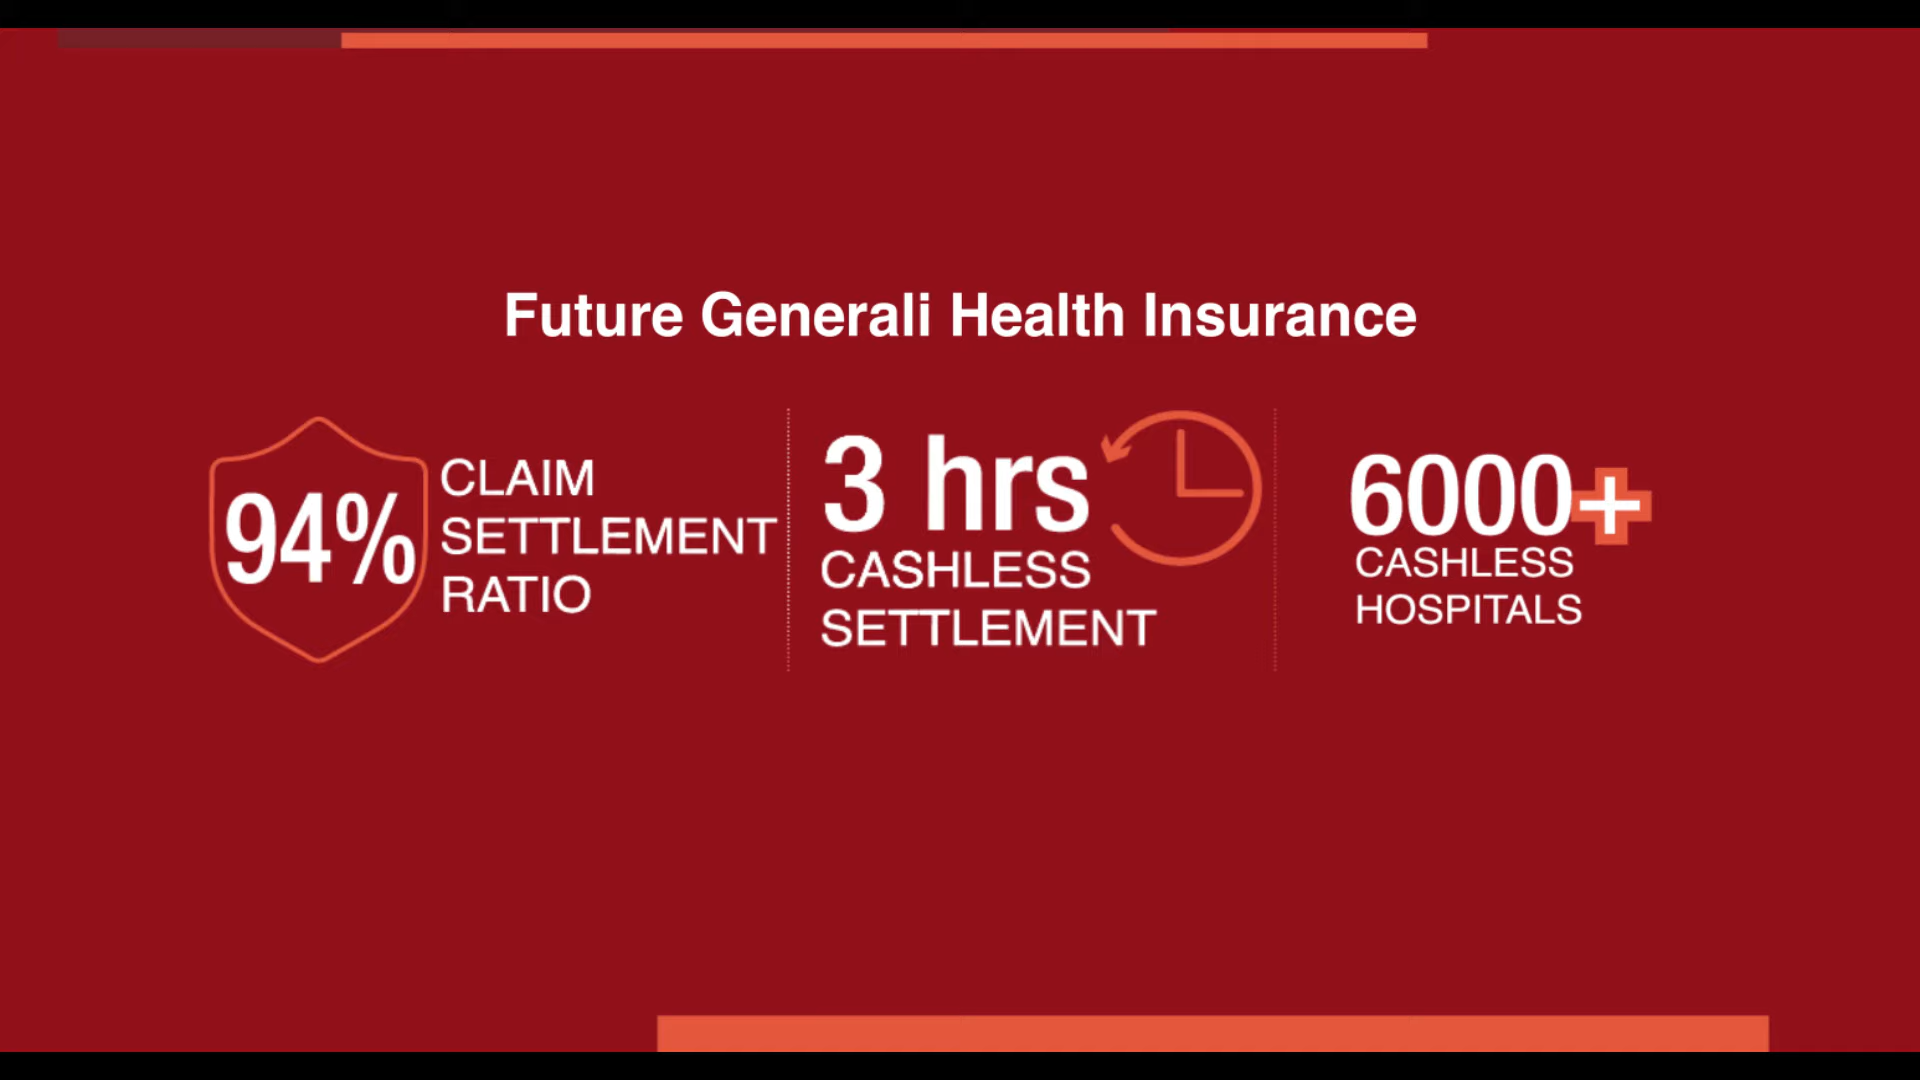 Future Generali Health Insurance
94%
CLAIM
SETTLEMENT
RATIO
3 hrs
CASHLESS
SETTLEMENT
6000+
CASHLESS
HOSPITALS